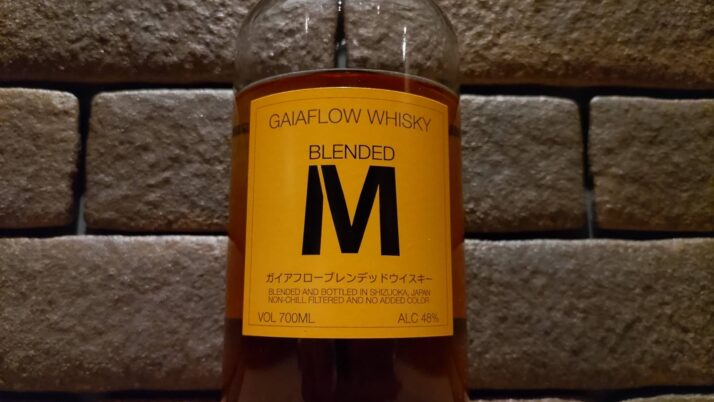 GAIAFLOW WHISKY
BLENDED
M
ガイアフローブレンデッドウイスキー
BLENDED AND BOTTLED IN SHIZUOKA, JAPAN
NON-CHILL FILTERED AND NO ADDED COLOR
VOL 700ML ALC 48%